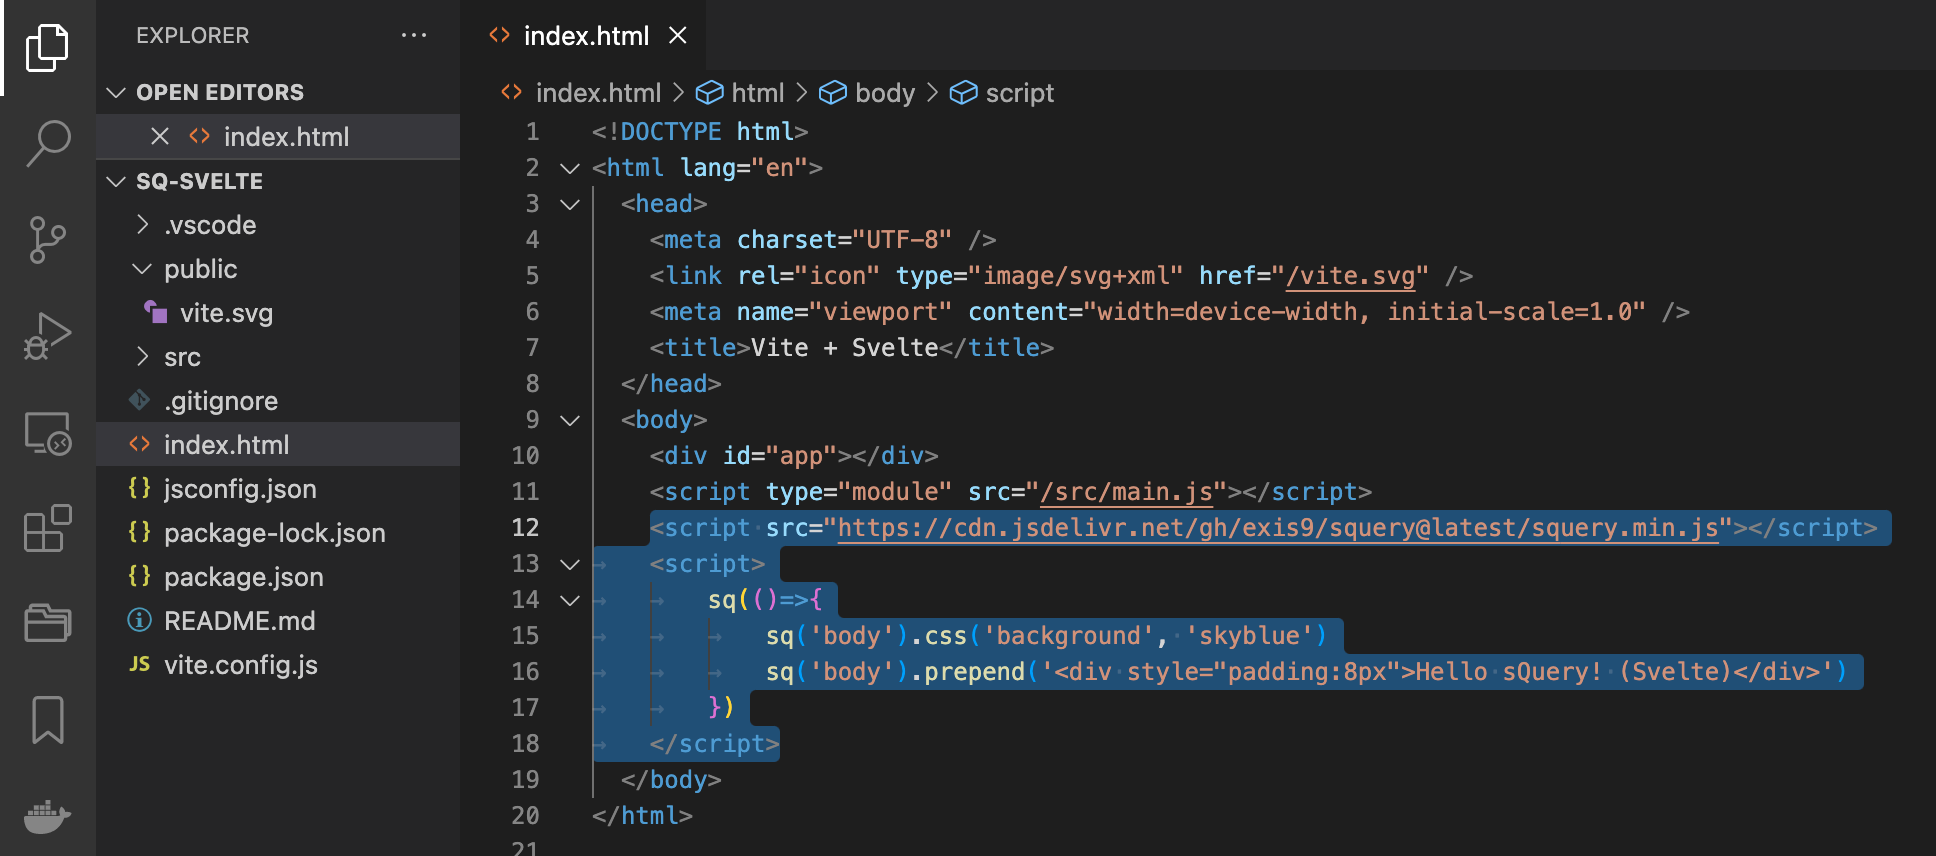 EXPLORER ···
OPEN EDITORS
index.html
SQ-SVELTE
.vscode
public
vite.svg
src
.gitignore
index.html
jsconfig.json
package-lock.json
package.json
README.md
JS vite.config.js
index.html
index.html > html > body > script
1 <!DOCTYPE html>
2 <html lang="en">
3 <head>
4 <meta charset="UTF-8" />
5 <link rel="icon" type="image/svg+xml" href="/vite.svg" />
6 <meta name="viewport" content="width=device-width, initial-scale=1.0" />
7 <title>Vite + Svelte</title>
8 </head>
9 <body>
10 <div id="app"></div>
11 <script type="module" src="/src/main.js"></script>
12 <script src="https://cdn.jsdelivr.net/gh/exis9/squery@latest/squery.min.js"></script>
13 <script>
14 sq(()=>{
15 sq('body').css('background', 'skyblue')
16 sq('body').prepend('<div style="padding:8px">Hello sQuery! (Svelte)</div>')
17 })
18 </script>
19 </body>
20 </html>
21